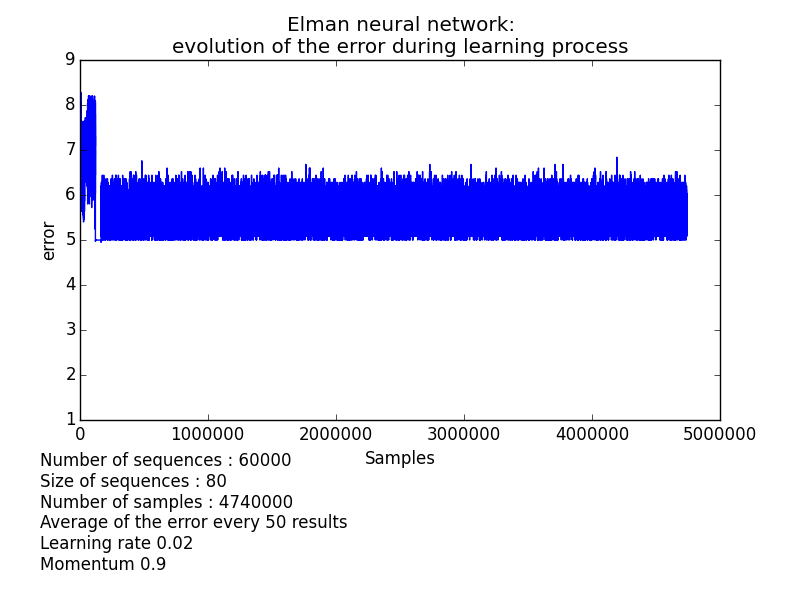 Elman neural network:
evolution of the error during learning process
9
8
7
6
5
4
3
2
1
error
0 1000000 2000000 3000000 4000000 5000000
Samples
Number of sequences : 60000
Size of sequences : 80
Number of samples : 4740000
Average of the error every 50 results
Learning rate 0.02
Momentum 0.9